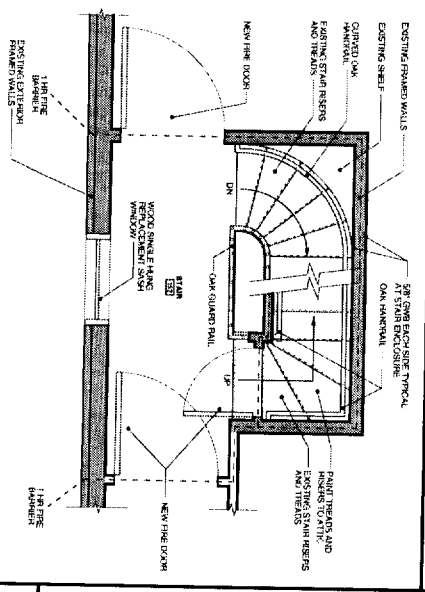 EXISTING FRAMED WALLS
EXISTING SHELF
CURVED OAK
HANDRAIL
EXISTING STAIR RISERS
AND TREADS
NEW FIRE DOOR
1 HR FIRE
BARRIER
EXISTING EXTERIOR
FRAMED WALLS
5/8" GWB EACH SIDE TYPICAL
AT STAIR ENCLOSURE
OAK HANDRAIL
PAINT TREADS AND
RISERS TO ATTIC
EXISTING STAIR RISERS
AND TREADS
NEW FIRE DOOR
1 HR FIRE
BARRIER
DN
UP
OAK GUARD RAIL
STAIR
WOOD SINGLE HUNG
REPLACEMENT SASH
WINDOW